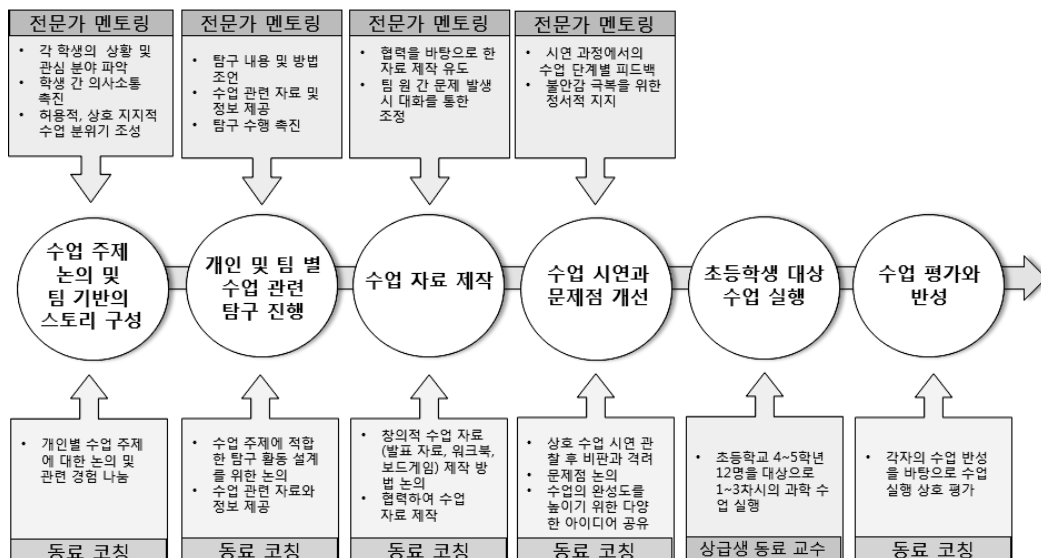 전문가 멘토링
• 각 학생의 상황 및
관심 분야 파악
• 학생 간 의사소통
촉진
• 허용적, 상호 지지적
수업 분위기 조성
전문가 멘토링
• 탐구 내용 및 방법
조언
• 수업 관련 자료 및
정보 제공
• 탐구 수행 촉진
전문가 멘토링
• 협력을 바탕으로 한
자료 제작 유도
• 팀 원 간 문제 발생
시 대화를 통한
조정
전문가 멘토링
• 시연 과정에서의
수업 단계별 피드백
• 불안감 극복을 위한
정서적 지지
수업 주제
논의 및
팀 기반의
스토리 구성
개인 및 팀 별
수업 관련
탐구 진행
수업 자료 제작
수업 시연과
문제점 개선
초등학생 대상
수업 실행
수업 평가와
반성
• 개인별 수업 주제
에 대한 논의 및
관련 경험 나눔
동료 코칭
• 수업 주제에 적합
한 탐구 활동 설계
를 위한 논의
• 수업 관련 자료와
정보 제공
동료 코칭
• 창의적 수업 자료
(발표 자료, 워크북,
보드게임) 제작 방
법 논의
• 협력하여 수업
자료 제작
동료 코칭
• 상호 수업 시연 관
찰 후 비판과 격려
• 문제점 논의
• 수업의 완성도를
높이기 위한 다양
한 아이디어 공유
동료 코칭
• 초등학교 4~5학년
12명을 대상으로
1~3차시의 과학 수
업 실행
상급생 동료 교수
• 각자의 수업 반성
을 바탕으로 수업
실행 상호 평가
동료 코칭